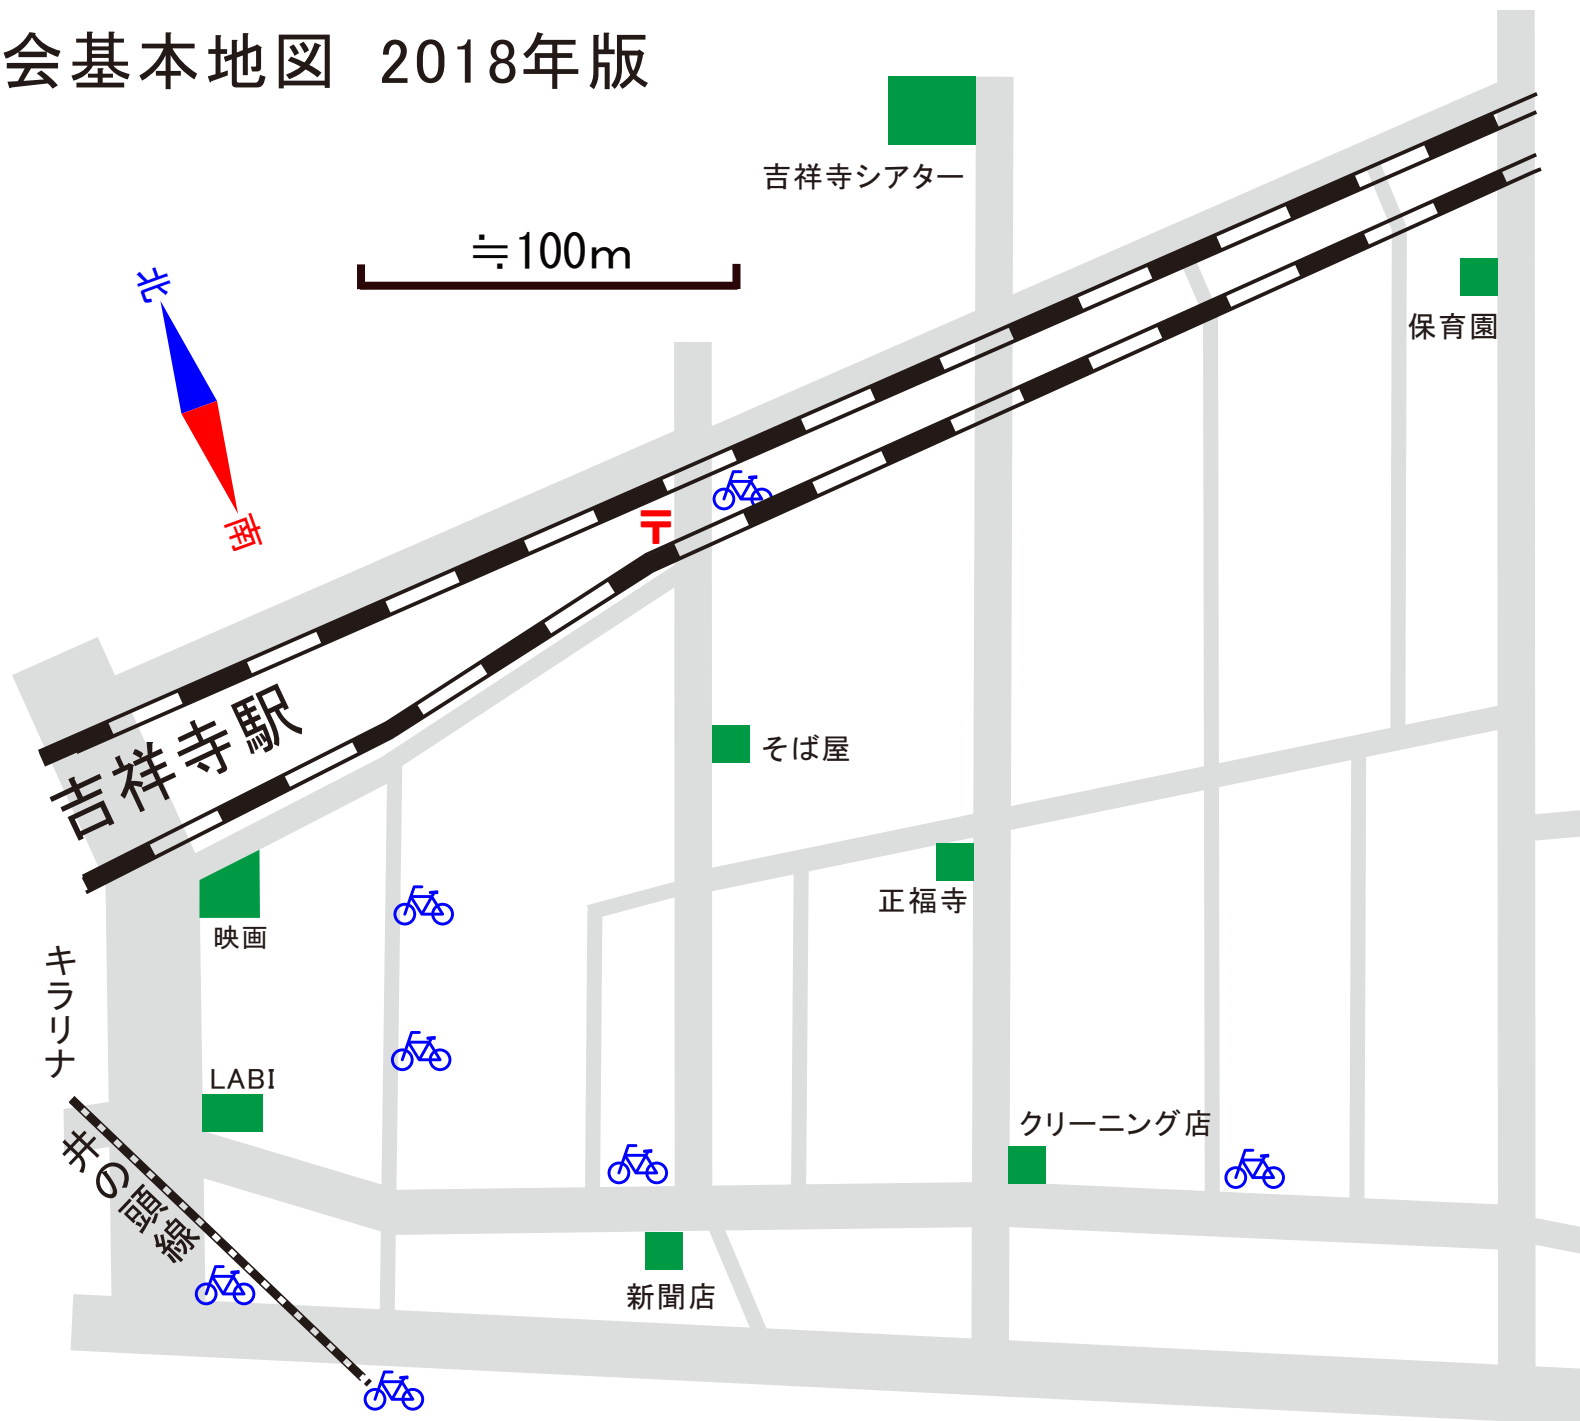 会基本地図 2018年版
吉祥寺シアター
≒100m
北
南
保育園
〒
吉祥寺駅
そば屋
正福寺
映画
キラリナ
LABI
井の頭線
クリーニング店
新聞店